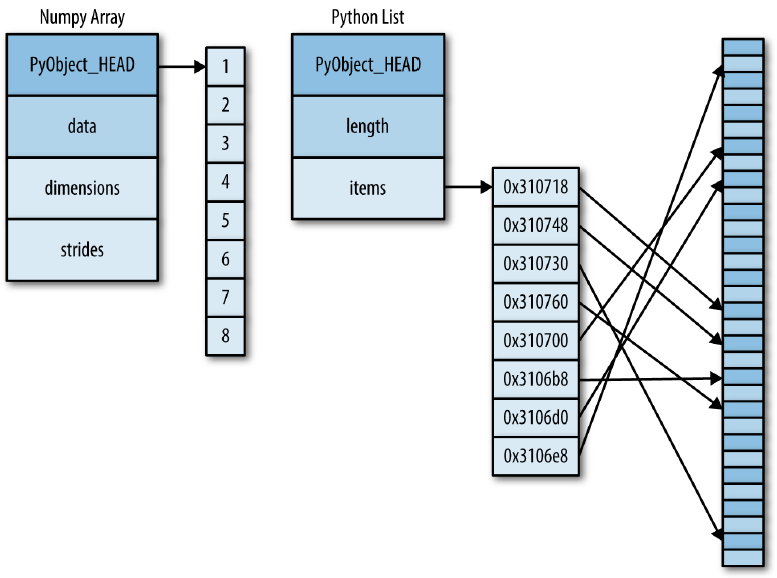 Numpy Array
PyObject_HEAD
data
dimensions
strides
1
2
3
4
5
6
7
8
Python List
PyObject_HEAD
length
items
0x310718
0x310748
0x310730
0x310760
0x310700
0x3106b8
0x3106d0
0x3106e8